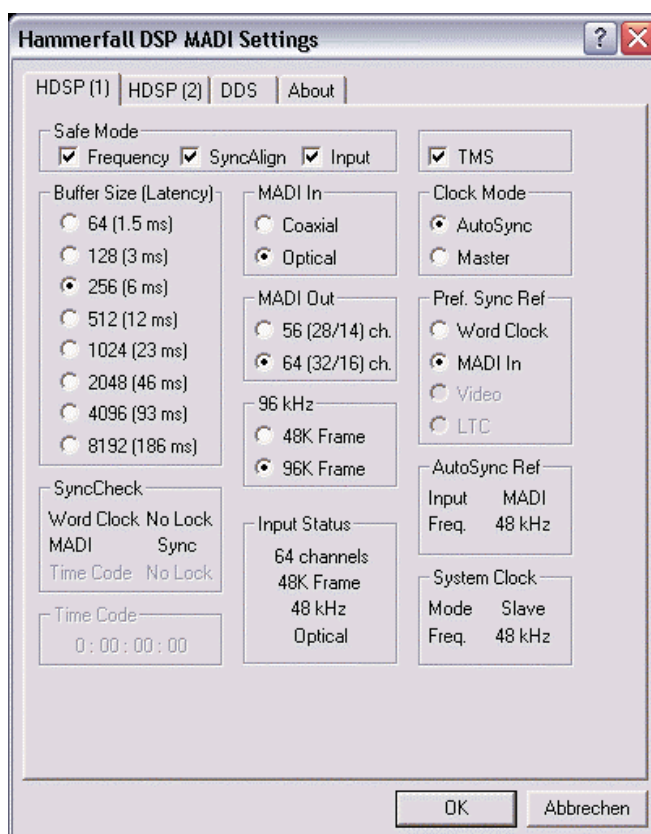 Hammerfall DSP MADI Settings
HDSP (1) HDSP (2) DDS About
Safe Mode
Frequency SyncAlign Input
TMS
Buffer Size (Latency)
64 (1.5 ms)
128 (3 ms)
256 (6 ms)
512 (12 ms)
1024 (23 ms)
2048 (46 ms)
4096 (93 ms)
8192 (186 ms)
SyncCheck
Word Clock No Lock
MADI Sync
Time Code No Lock
Time Code
0 : 00 : 00 : 00
MADI In
Coaxial
Optical
MADI Out
56 (28/14) ch.
64 (32/16) ch.
96 kHz
48K Frame
96K Frame
Input Status
64 channels
48K Frame
48 kHz
Optical
Clock Mode
AutoSync
Master
Pref. Sync Ref
Word Clock
MADI In
Video
LTC
AutoSync Ref
Input MADI
Freq. 48 kHz
System Clock
Mode Slave
Freq. 48 kHz
OK Abbrechen